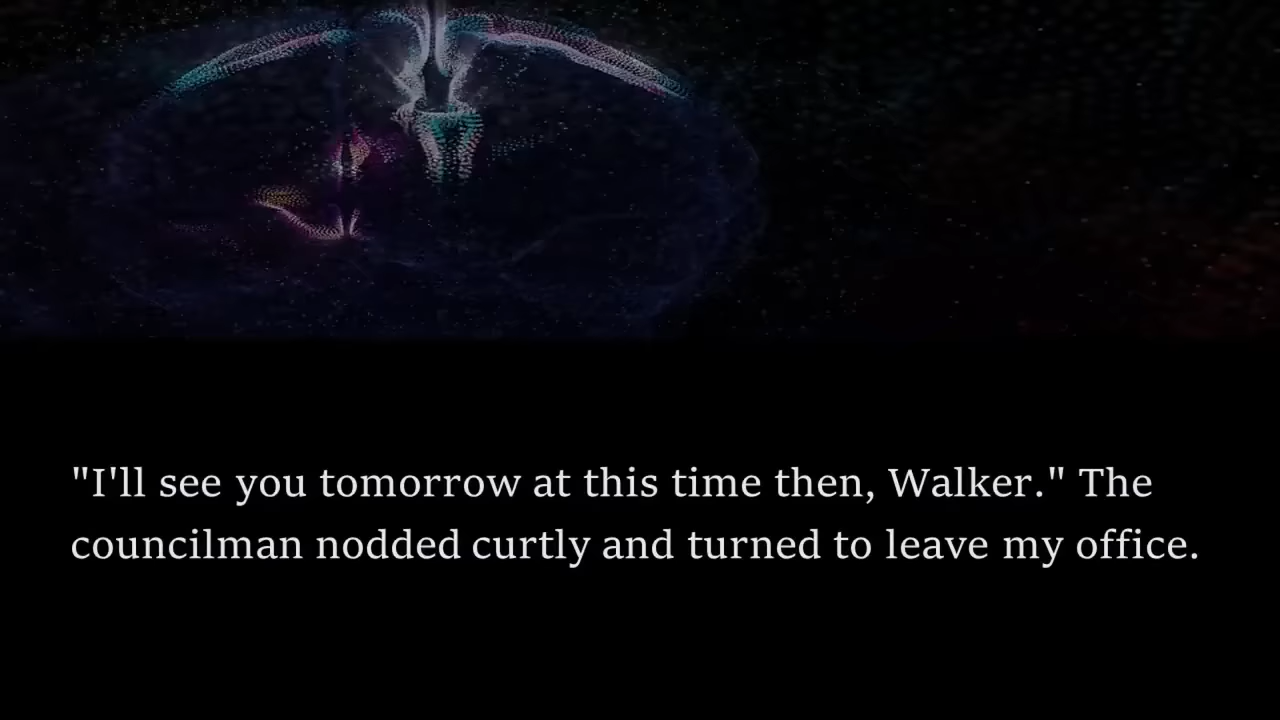 "I'll see you tomorrow at this time then, Walker." The
councilman nodded curtly and turned to leave my office.